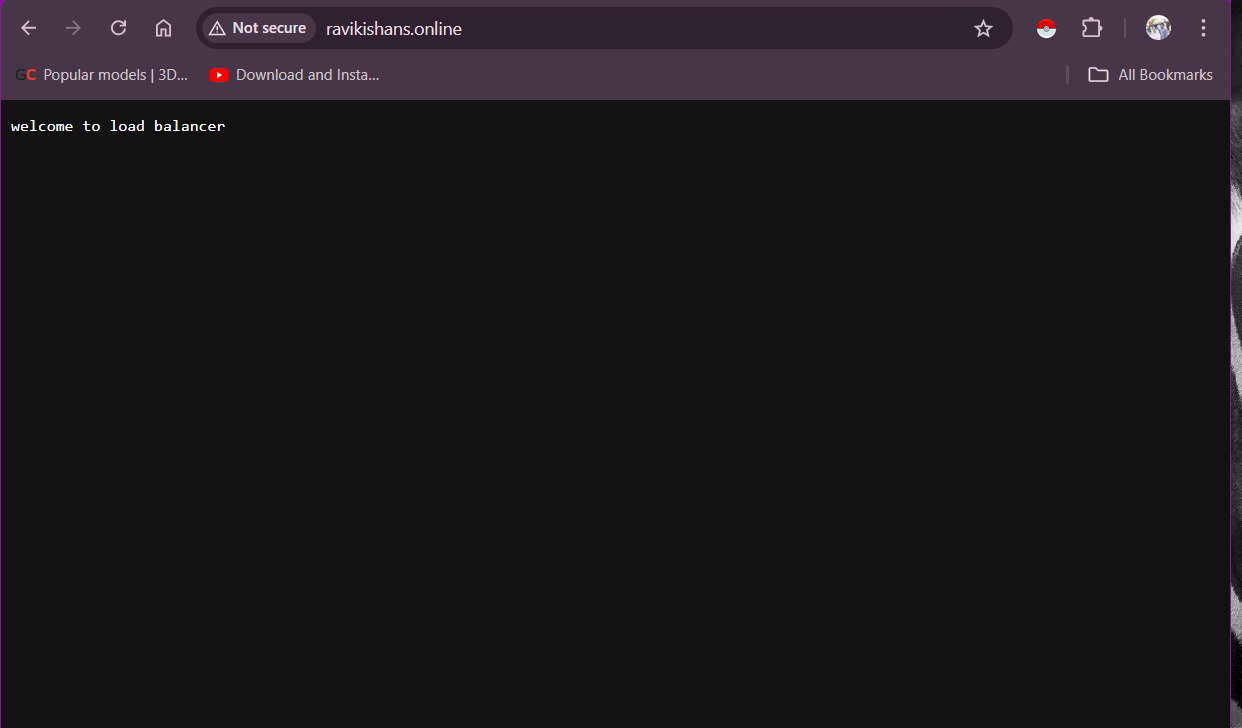 Not secure ravikishans.online
GC Popular models | 3D... Download and Insta... All Bookmarks
welcome to load balancer